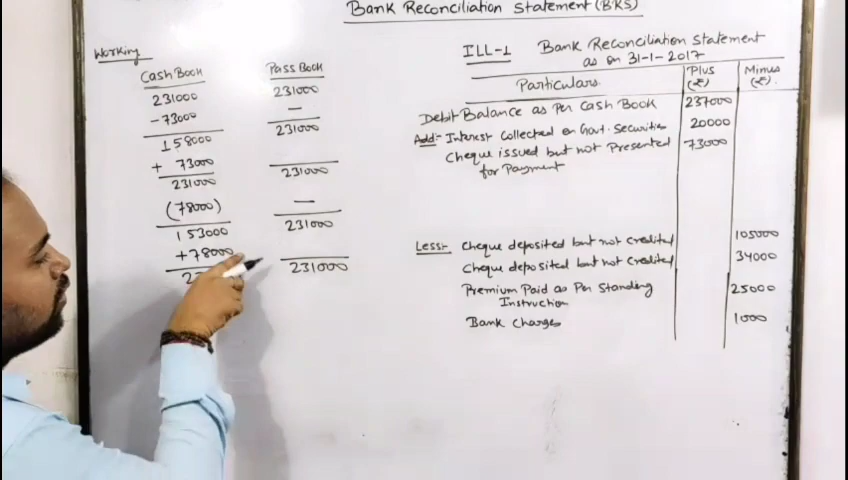 Bank Reconciliation Statement (BRS)
Working
Cash Book
231000
- 73000
158000
+ 73000
231000
(78000)
153000
+78000
Pass Book
231000
—
231000
231000
—
231000
231000
ILL-1 Bank Reconciliation Statement
as on 31-1-2017
Particulars Plus (₹) Minus (₹).
Debit Balance as Per Cash Book 237000
Add:- Interest Collected on Govt. Securities 20000
Cheque issued but not Presented 73000
for Payment
Less:- Cheque deposited but not Credited 105000
Cheque deposited but not Credited 34000
Premium Paid as Per Standing 25000
Instruction
Bank Charges 1000